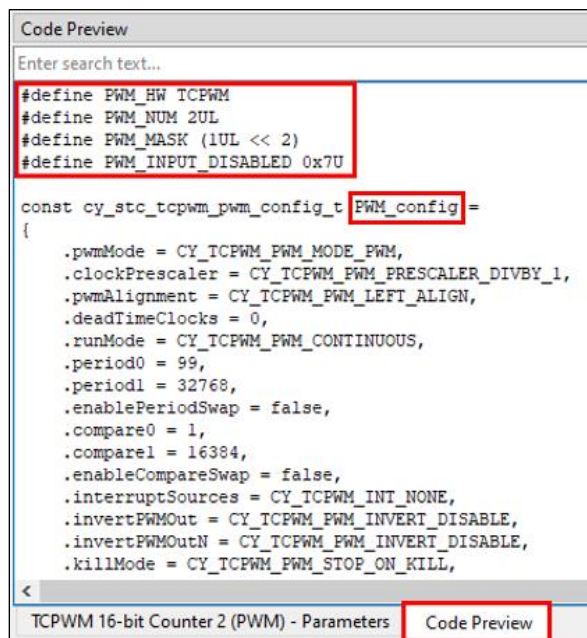 Code Preview
Enter search text...
#define PWM_HW TCPWM
#define PWM_NUM 2UL
#define PWM_MASK (1UL << 2)
#define PWM_INPUT_DISABLED 0x7U
const cy_stc_tcpwm_pwm_config_t PWM_config =
{
    .pwmMode = CY_TCPWM_PWM_MODE_PWM,
    .clockPrescaler = CY_TCPWM_PWM_PRESCALER_DIVBY_1,
    .pwmAlignment = CY_TCPWM_PWM_LEFT_ALIGN,
    .deadTimeClocks = 0,
    .runMode = CY_TCPWM_PWM_CONTINUOUS,
    .period0 = 99,
    .period1 = 32768,
    .enablePeriodSwap = false,
    .compare0 = 1,
    .compare1 = 16384,
    .enableCompareSwap = false,
    .interruptSources = CY_TCPWM_INT_NONE,
    .invertPWMOut = CY_TCPWM_PWM_INVERT_DISABLE,
    .invertPWMOutN = CY_TCPWM_PWM_INVERT_DISABLE,
    .killMode = CY_TCPWM_PWM_STOP_ON_KILL,
TCPWM 16-bit Counter 2 (PWM) - Parameters Code Preview